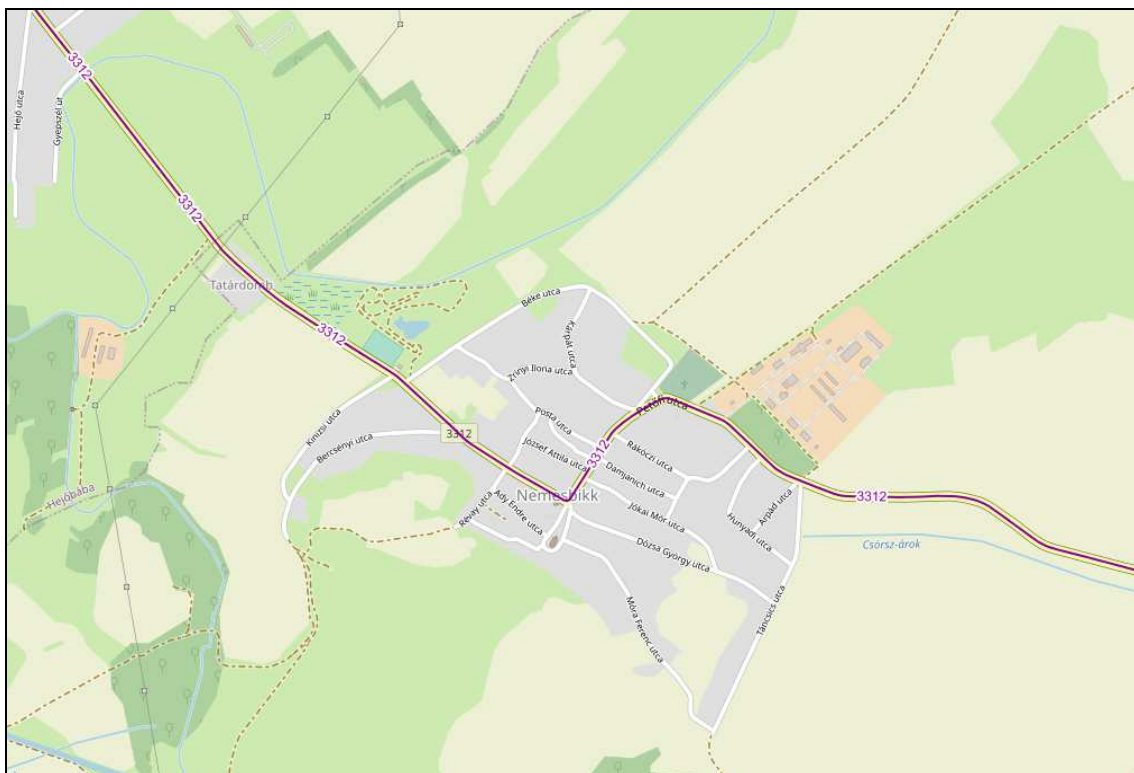 3312
Hejő utca
Gyepszél út
3312
Tatárdomb
3312
Béke utca
Kárpát utca
Zrínyi Ilona utca
Petőfi utca
Kinizsi utca
Bercsényi utca
3312
Posta utca
3312
József Attila utca
Rákóczi utca
Damjanich utca
Nemesbikk
Révay utca
Ady Endre utca
Jókai Mór utca
Hunyadi utca
Árpád utca
3312
Hejőbába
Dózsa György utca
Csörsz-árok
Móra Ferenc utca
Táncsics utca